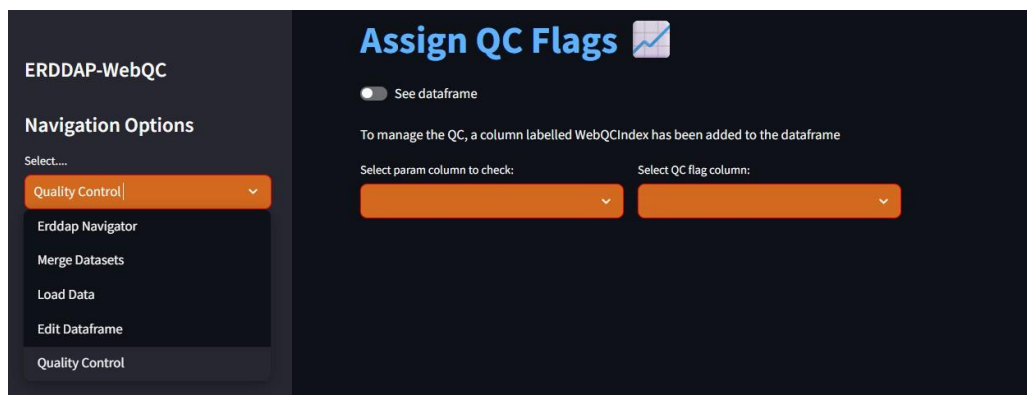 ERDDAP-WebQC
Navigation Options
Select....
Quality Control
Erddap Navigator
Merge Datasets
Load Data
Edit Dataframe
Quality Control
Assign QC Flags
See dataframe
To manage the QC, a column labelled WebQCIndex has been added to the dataframe
Select param column to check:
Select QC flag column: